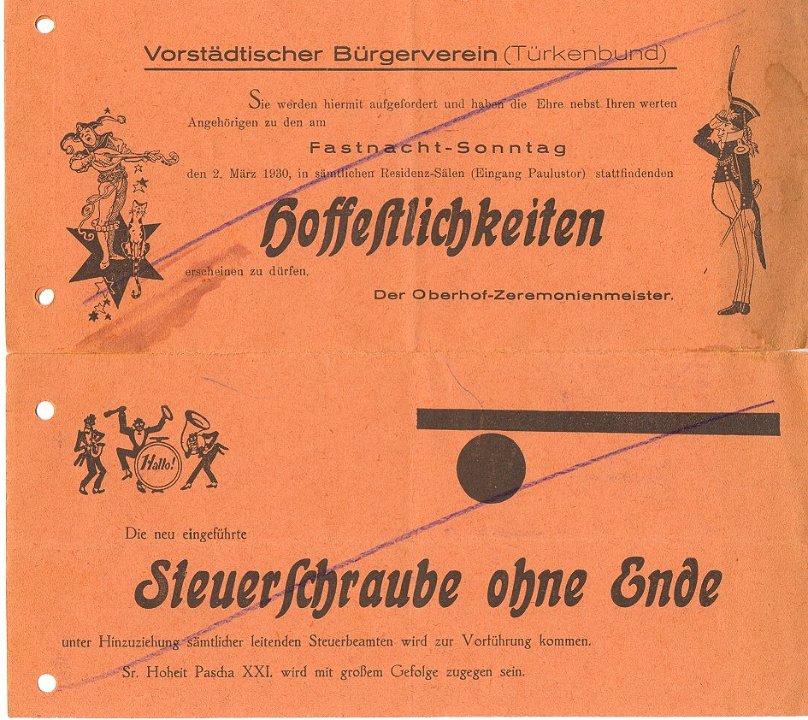 Vorstädtischer Bürgerverein (Türkenbund)
Sie werden hiermit aufgefordert und haben die Ehre nebst Ihren werten
Angehörigen zu den am
Fastnacht-Sonntag
den 2. März 1930, in sämtlichen Residenz-Sälen (Eingang Paulustor) stattfindenden
Hoffestlichkeiten
erscheinen zu dürfen.
Der Oberhof-Zeremonienmeister.
Hallo!
Die neu eingeführte
Steuerschraube ohne Ende
unter Hinzuziehung sämtlicher leitenden Steuerbeamten wird zur Vorführung kommen.
Sr. Hoheit Pascha XXI. wird mit großem Gefolge zugegen sein.